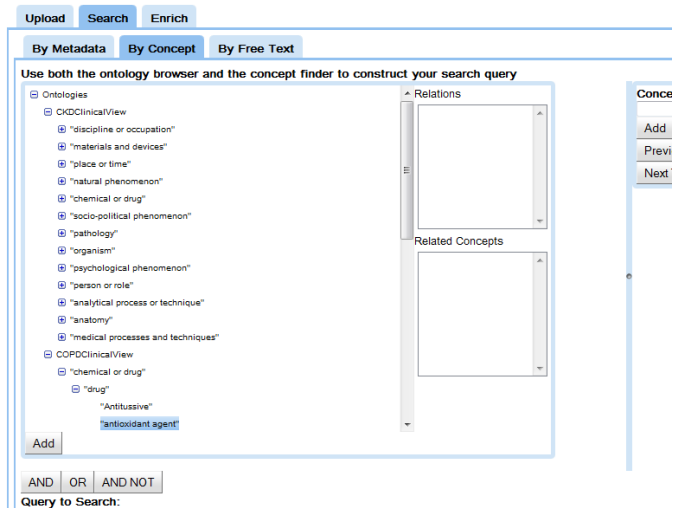 Upload Search Enrich
By Metadata By Concept By Free Text
Use both the ontology browser and the concept finder to construct your search query
Ontologies
CKDClinicalView
"discipline or occupation"
"materials and devices"
"place or time"
"natural phenomenon"
"chemical or drug"
"socio-political phenomenon"
"pathology"
"organism"
"psychological phenomenon"
"person or role"
"analytical process or technique"
"anatomy"
"medical processes and techniques"
COPDClinicalView
"chemical or drug"
"drug"
"Antitussive"
"antioxidant agent"
Add
Relations
Related Concepts
Conce
Add
Previ
Next
AND OR AND NOT
Query to Search: